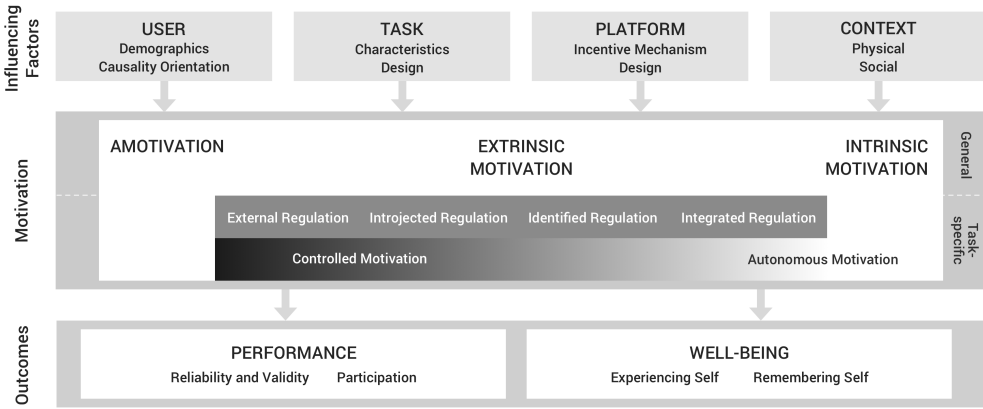 Influencing
Factors
USER
Demographics
Causality Orientation
TASK
Characteristics
Design
PLATFORM
Incentive Mechanism
Design
CONTEXT
Physical
Social
Motivation
AMOTIVATION
EXTRINSIC
MOTIVATION
INTRINSIC
MOTIVATION
General
External Regulation
Introjected Regulation
Identified Regulation
Integrated Regulation
Controlled Motivation
Autonomous Motivation
Task-
specific
Outcomes
PERFORMANCE
Reliability and Validity
Participation
WELL-BEING
Experiencing Self
Remembering Self